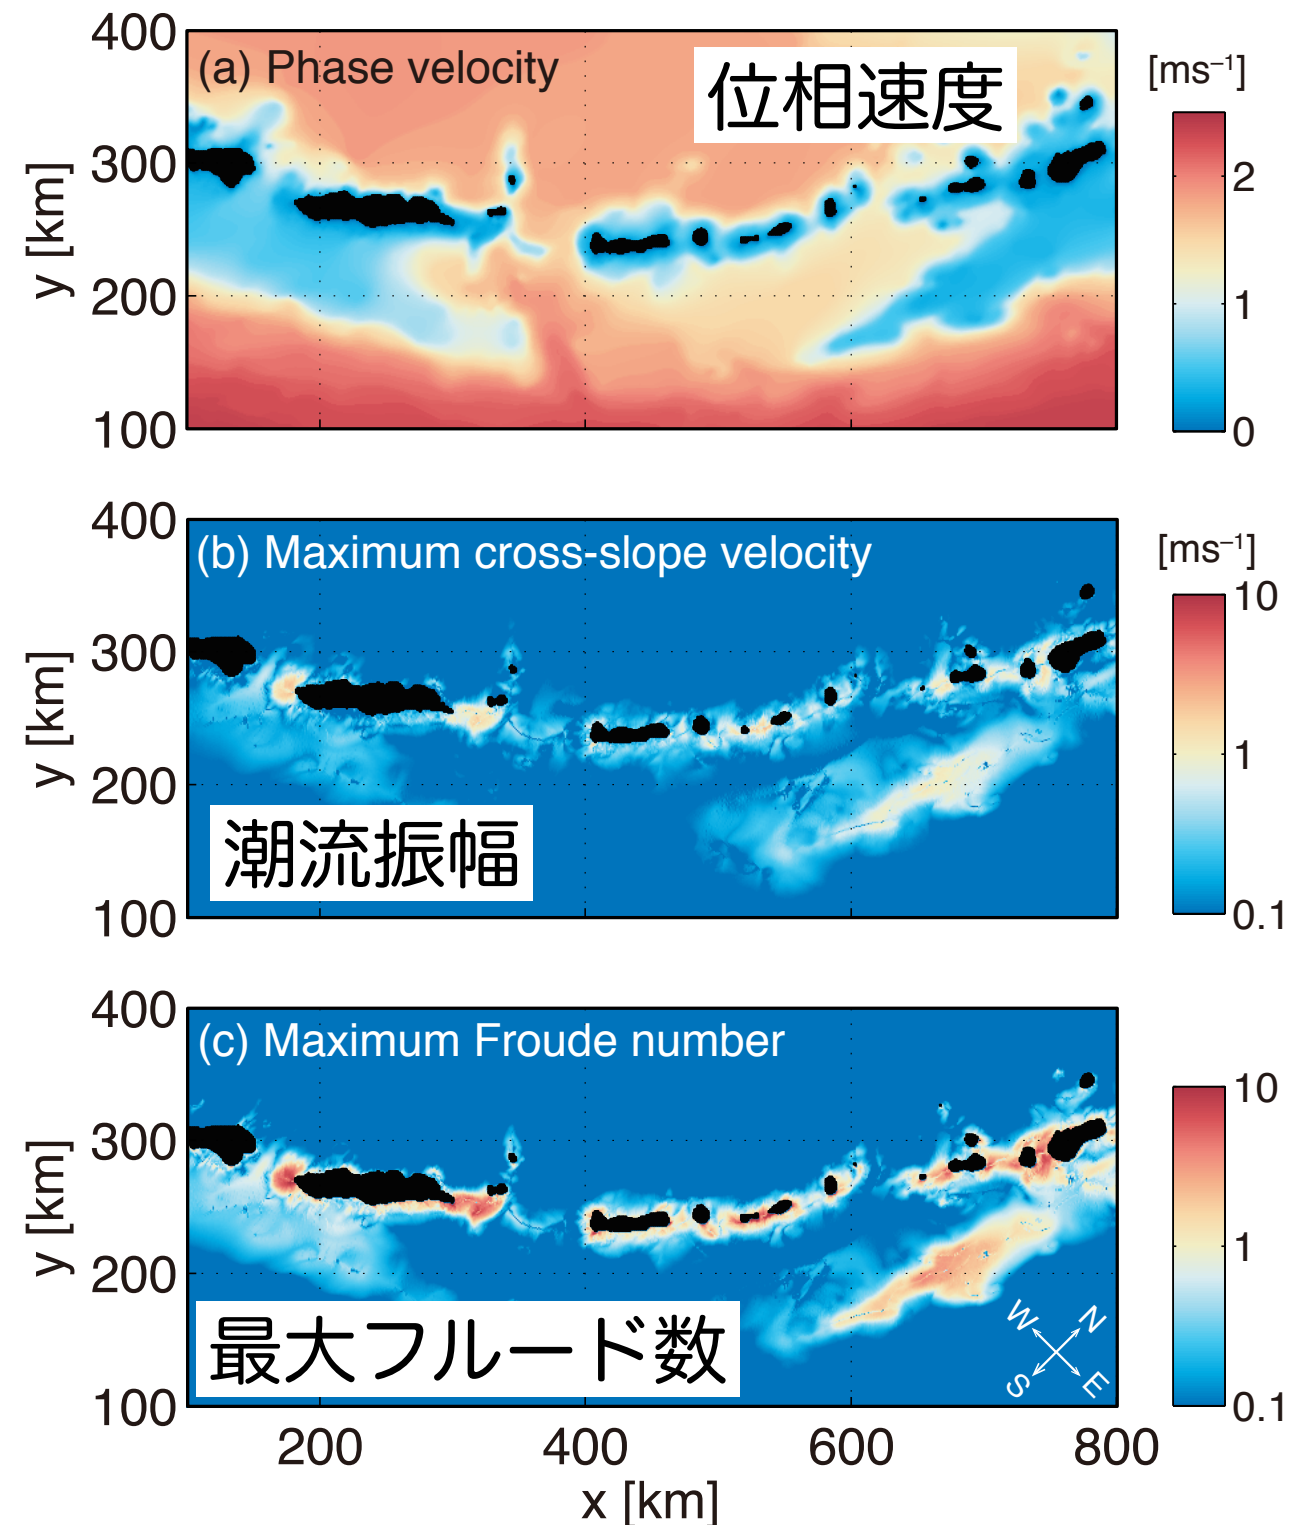 (a) Phase velocity
位相速度
[ms⁻¹]
2
1
0
400
300
200
100
y [km]
(b) Maximum cross-slope velocity
潮流振幅
[ms⁻¹]
10
1
0.1
400
300
200
100
y [km]
(c) Maximum Froude number
最大フルード数
W N
S E
10
1
0.1
400
300
200
100
y [km]
200 400 600 800
x [km]